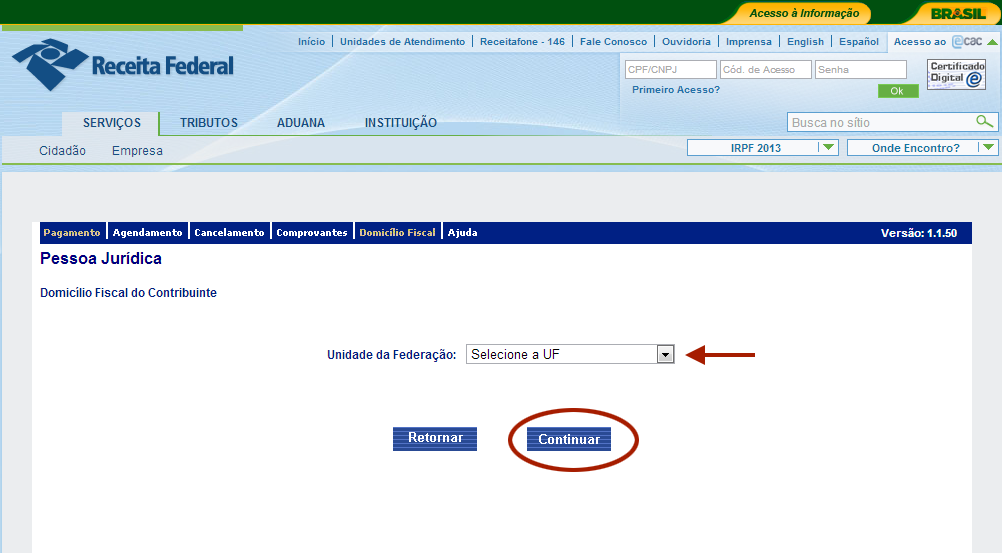 Acesso à Informação BRASIL
Início Unidades de Atendimento Receitafone - 146 Fale Conosco Ouvidoria Imprensa English Español Acesso ao ecac
Receita Federal
CPF/CNPJ Cód. de Acesso Senha
Certificado
Digital e
Primeiro Acesso? Ok
SERVIÇOS TRIBUTOS ADUANA INSTITUIÇÃO
Busca no sítio
Cidadão Empresa
IRPF 2013 Onde Encontro?
Pagamento Agendamento Cancelamento Comprovantes Domicílio Fiscal Ajuda Versão: 1.1.50
Pessoa Jurídica
Domicílio Fiscal do Contribuinte
Unidade da Federação: Selecione a UF
Retornar Continuar